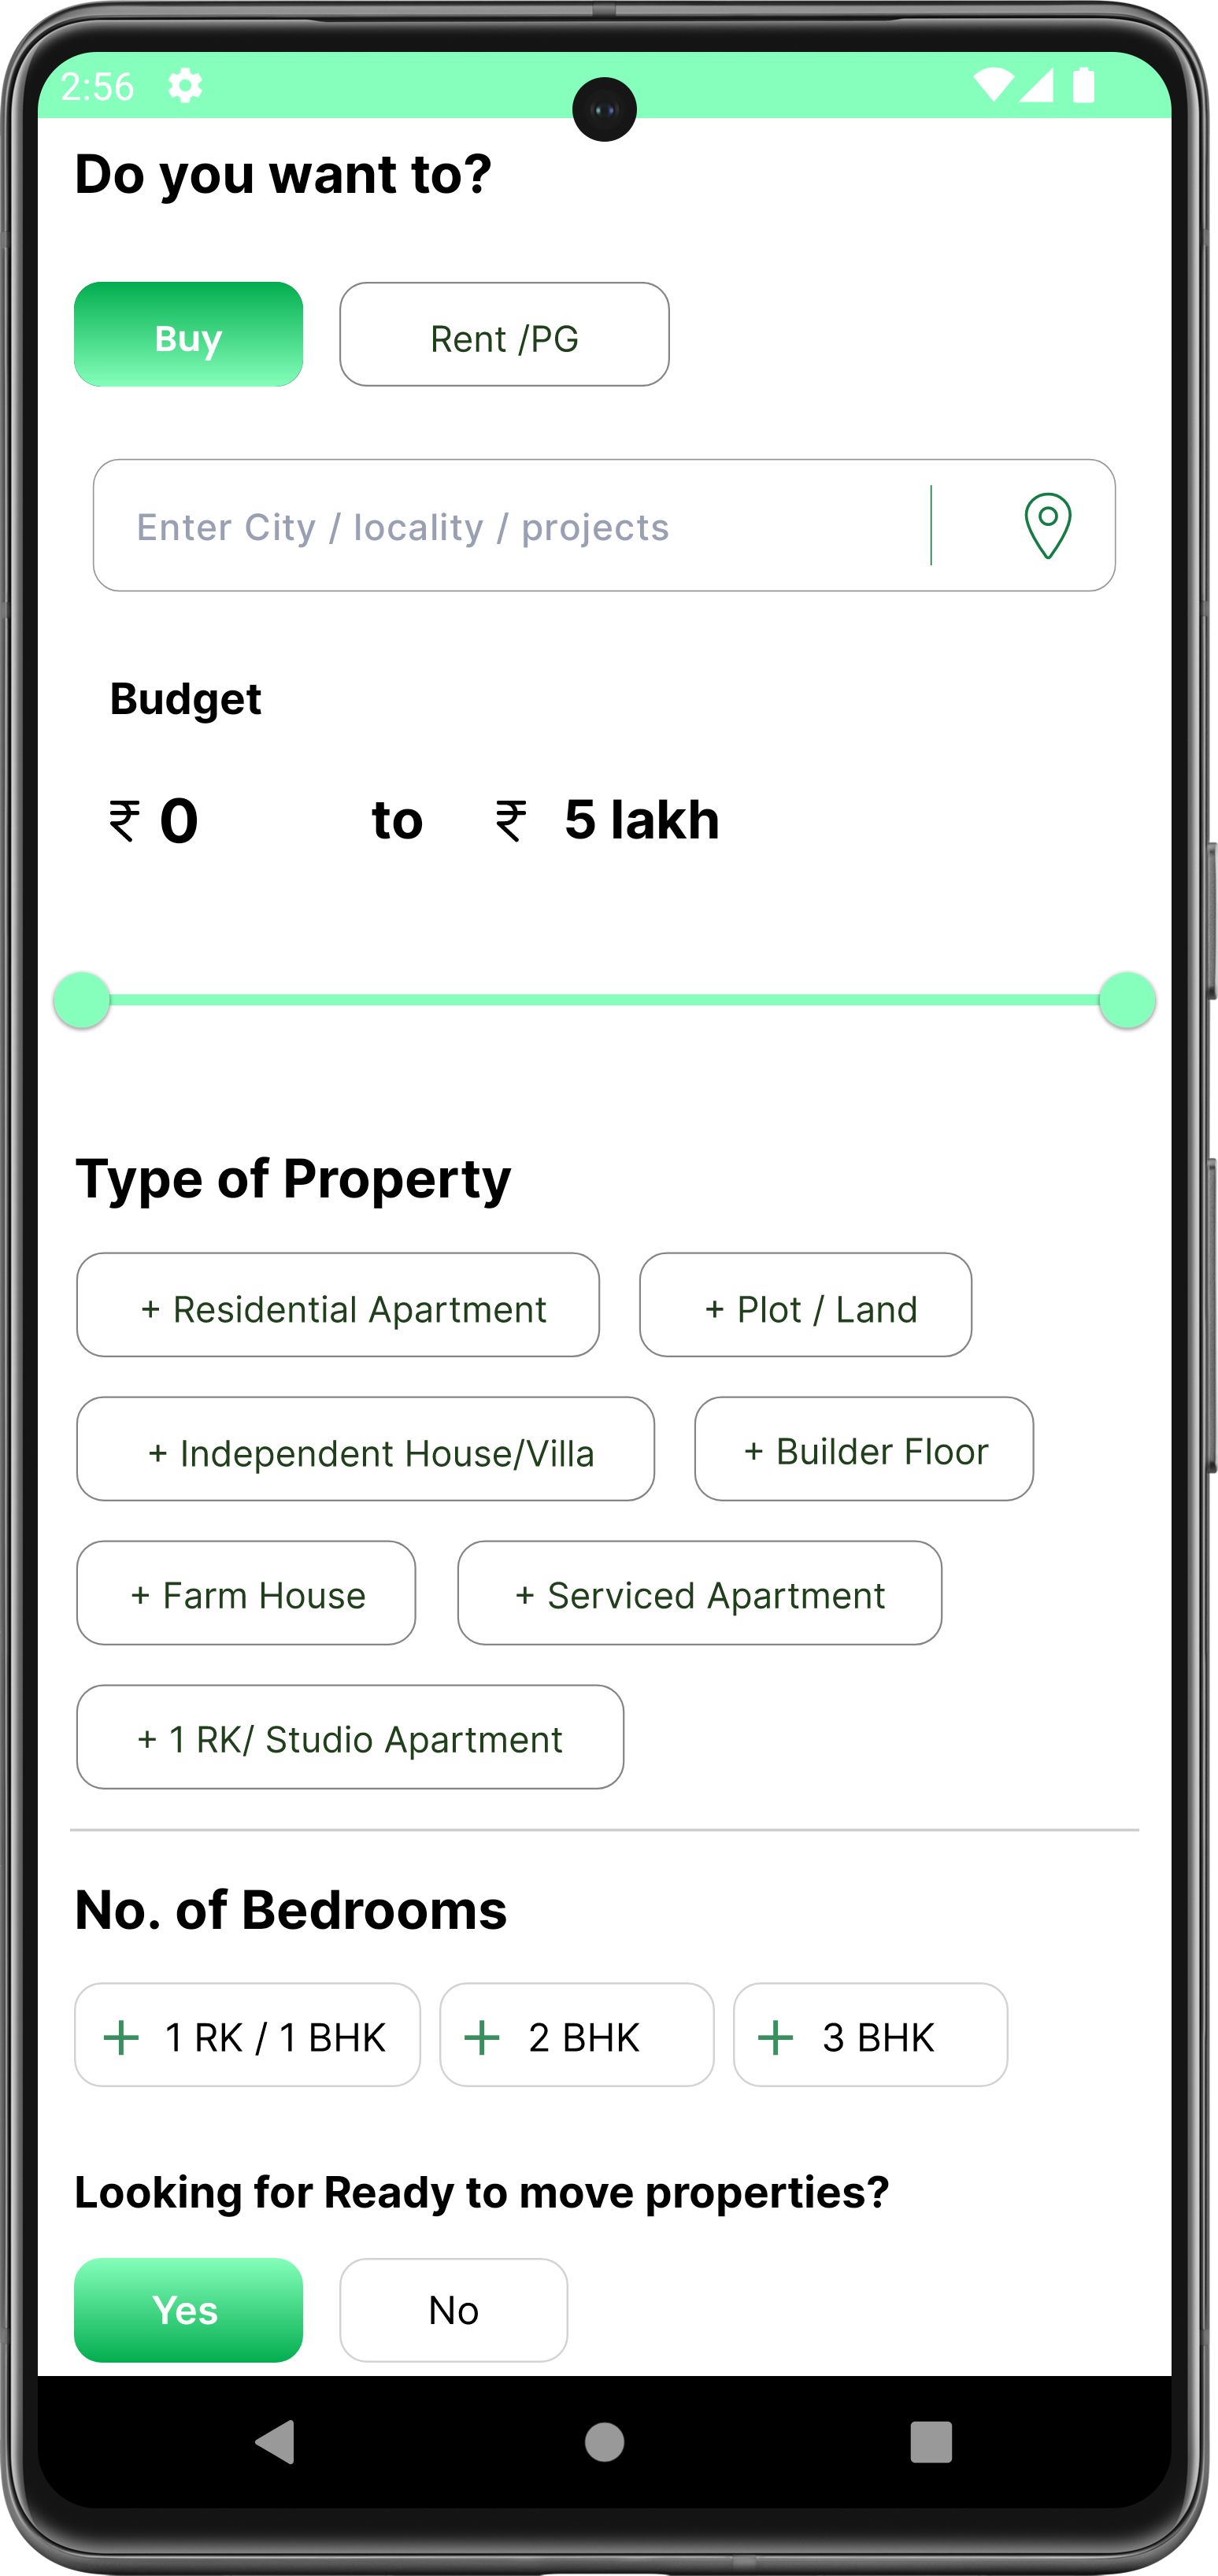 2:56
Do you want to?
Buy Rent /PG
Enter City / locality / projects
Budget
₹ 0 to ₹ 5 lakh
Type of Property
+ Residential Apartment + Plot / Land
+ Independent House/Villa + Builder Floor
+ Farm House + Serviced Apartment
+ 1 RK/ Studio Apartment
No. of Bedrooms
+ 1 RK / 1 BHK + 2 BHK + 3 BHK
Looking for Ready to move properties?
Yes No